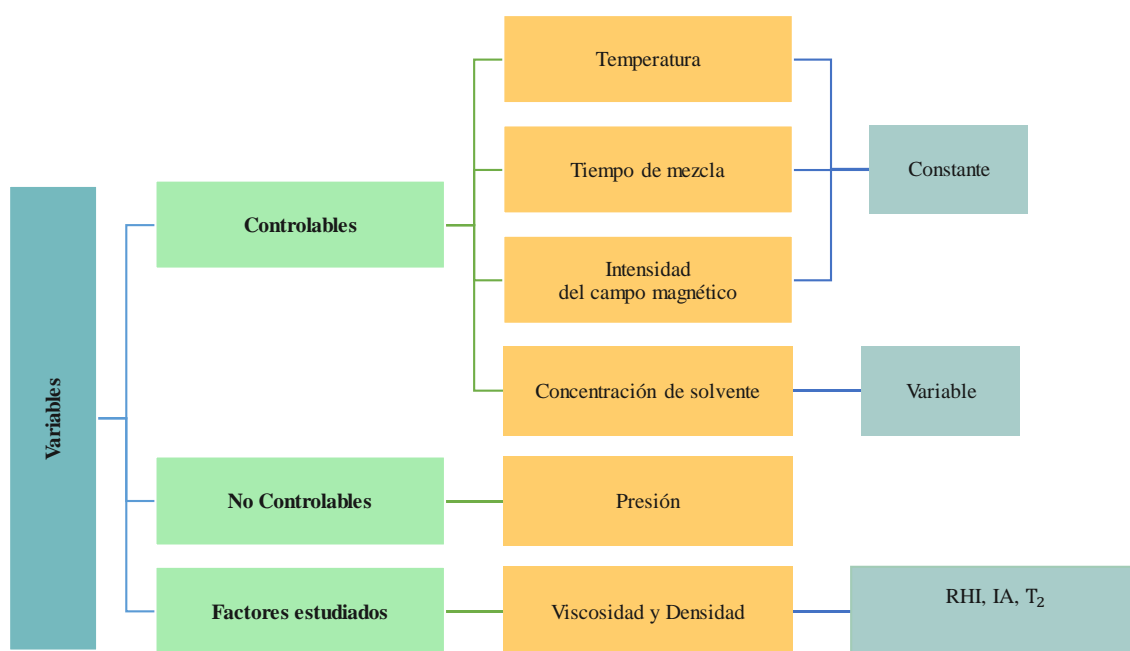 Variables
Controlables
Temperatura
Tiempo de mezcla
Intensidad
del campo magnético
Constante
Concentración de solvente
Variable
No Controlables
Presión
Factores estudiados
Viscosidad y Densidad
RHI, IA, T₂